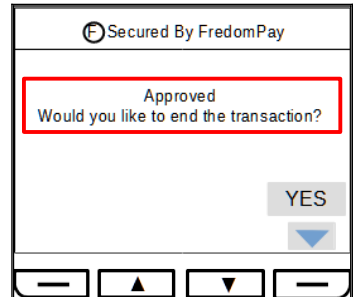 F Secured By FredomPay
Approved
Would you like to end the transaction?
YES